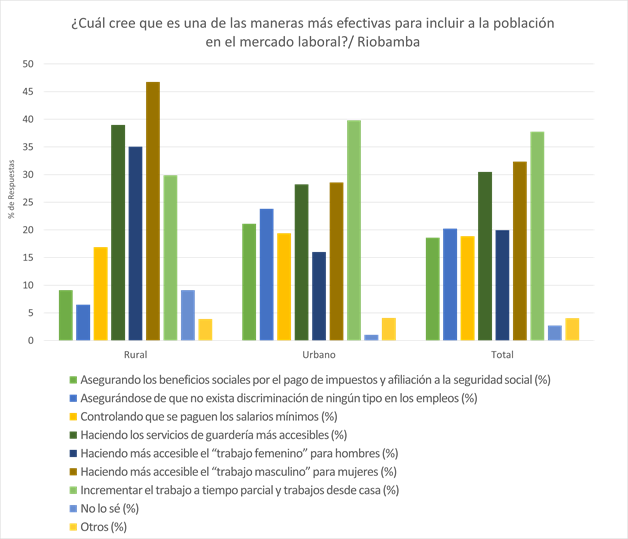 ¿Cuál cree que es una de las maneras más efectivas para incluir a la población
en el mercado laboral?/ Riobamba
% de Respuestas
50
45
40
35
30
25
20
15
10
5
0
Rural
Urbano
Total
Asegurando los beneficios sociales por el pago de impuestos y afiliación a la seguridad social (%)
Asegurándose de que no exista discriminación de ningún tipo en los empleos (%)
Controlando que se paguen los salarios mínimos (%)
Haciendo los servicios de guardería más accesibles (%)
Haciendo más accesible el “trabajo femenino” para hombres (%)
Haciendo más accesible el “trabajo masculino” para mujeres (%)
Incrementar el trabajo a tiempo parcial y trabajos desde casa (%)
No lo sé (%)
Otros (%)